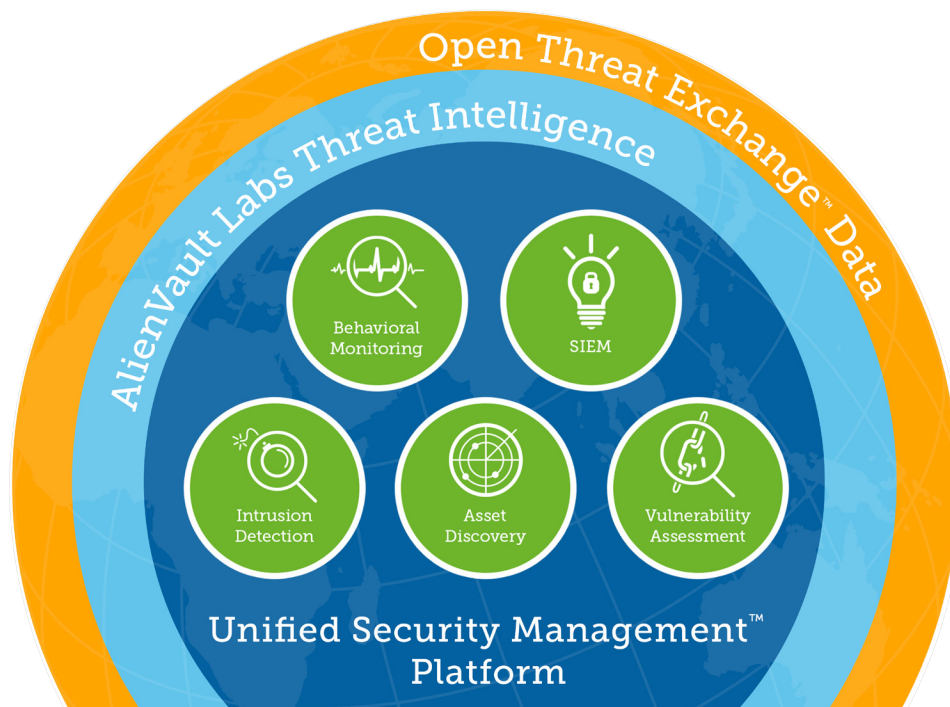 Open Threat Exchange™ Data
AlienVault Labs Threat Intelligence
Behavioral
Monitoring
SIEM
Intrusion
Detection
Asset
Discovery
Vulnerability
Assessment
Unified Security Management™
Platform